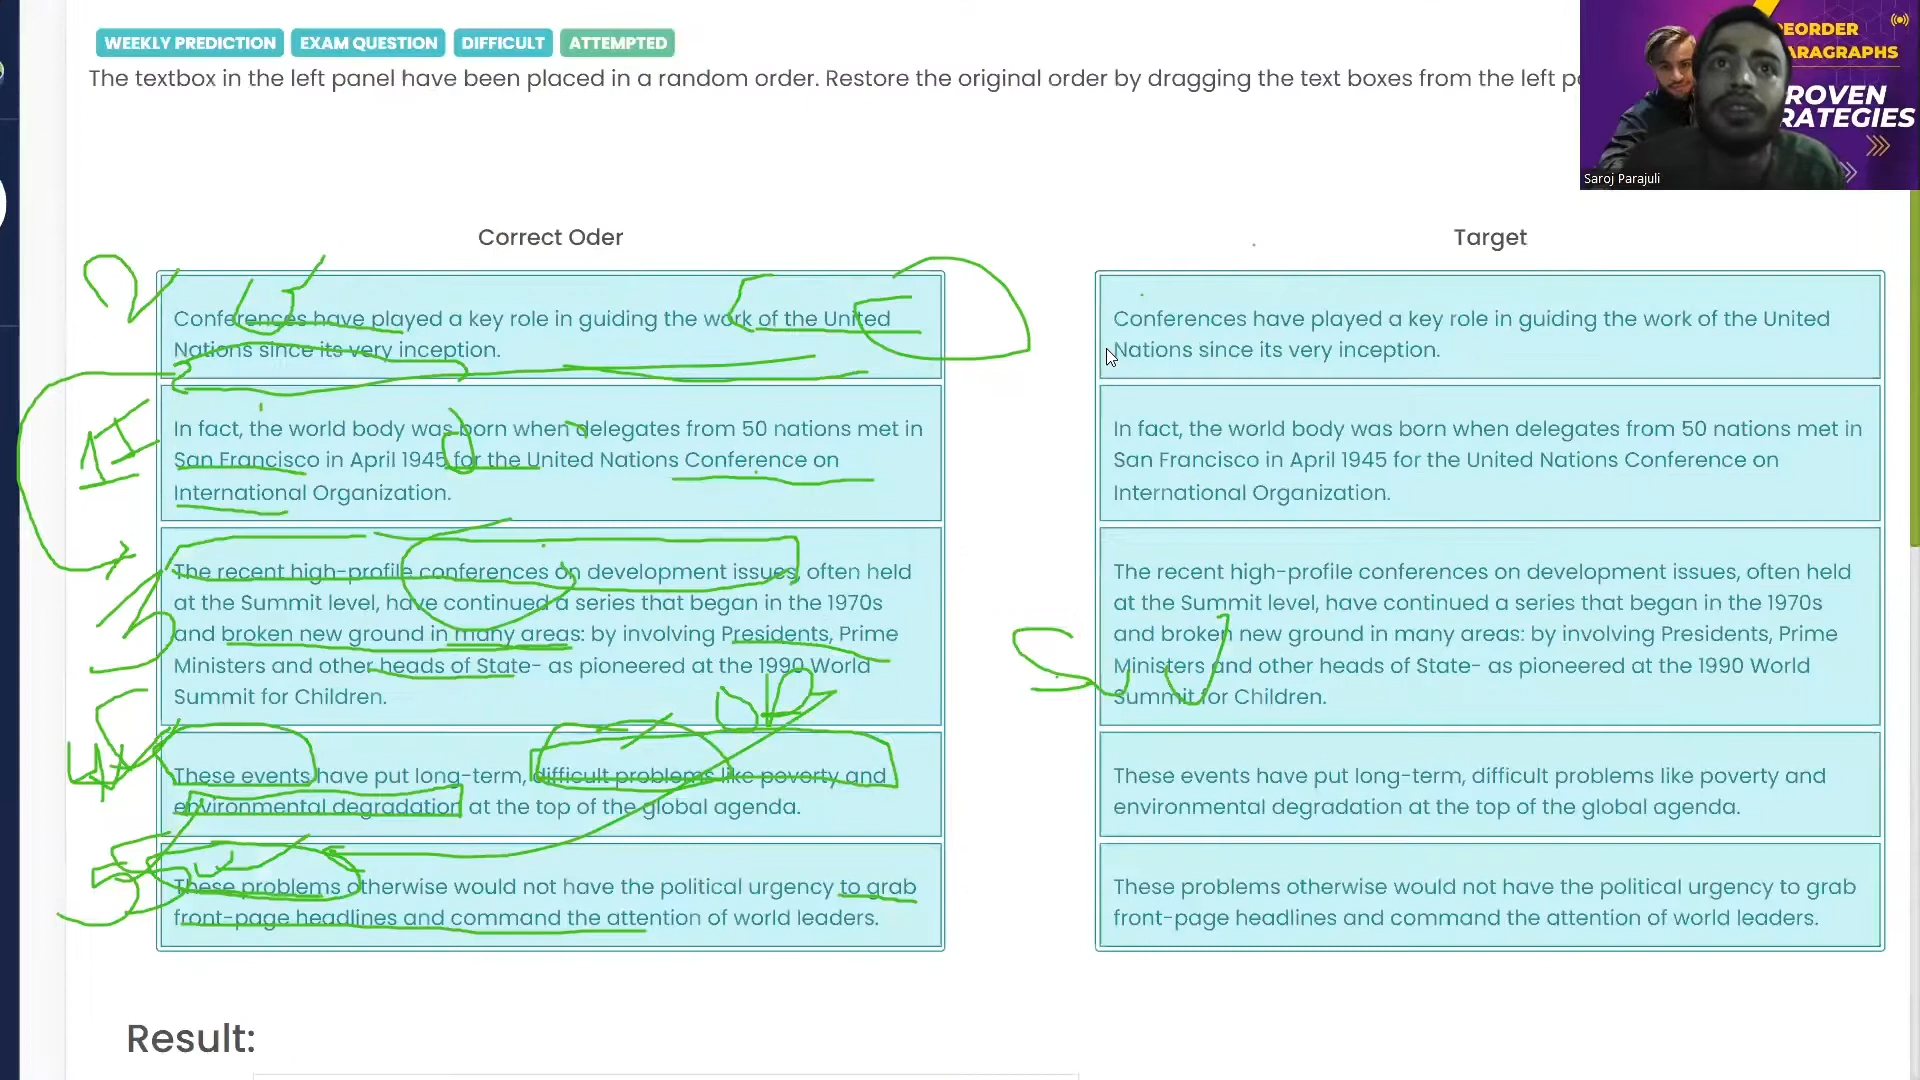 WEEKLY PREDICTION EXAM QUESTION DIFFICULT ATTEMPTED
The textbox in the left panel have been placed in a random order. Restore the original order by dragging the text boxes from the left
EORDER
ARAGRAPHS
ROVEN
RATEGIES
Saroj Parajuli
Correct Oder
Conferences have played a key role in guiding the work of the United
Nations since its very inception.
In fact, the world body was born when delegates from 50 nations met in
San Francisco in April 1945 for the United Nations Conference on
International Organization.
The recent high-profile conferences on development issues, often held
at the Summit level, have continued a series that began in the 1970s
and broken new ground in many areas: by involving Presidents, Prime
Ministers and other heads of State- as pioneered at the 1990 World
Summit for Children.
These events have put long-term, difficult problems like poverty and
environmental degradation at the top of the global agenda.
These problems otherwise would not have the political urgency to grab
front-page headlines and command the attention of world leaders.
Target
Conferences have played a key role in guiding the work of the United
Nations since its very inception.
In fact, the world body was born when delegates from 50 nations met in
San Francisco in April 1945 for the United Nations Conference on
International Organization.
The recent high-profile conferences on development issues, often held
at the Summit level, have continued a series that began in the 1970s
and broken new ground in many areas: by involving Presidents, Prime
Ministers and other heads of State- as pioneered at the 1990 World
Summit for Children.
These events have put long-term, difficult problems like poverty and
environmental degradation at the top of the global agenda.
These problems otherwise would not have the political urgency to grab
front-page headlines and command the attention of world leaders.
Result: